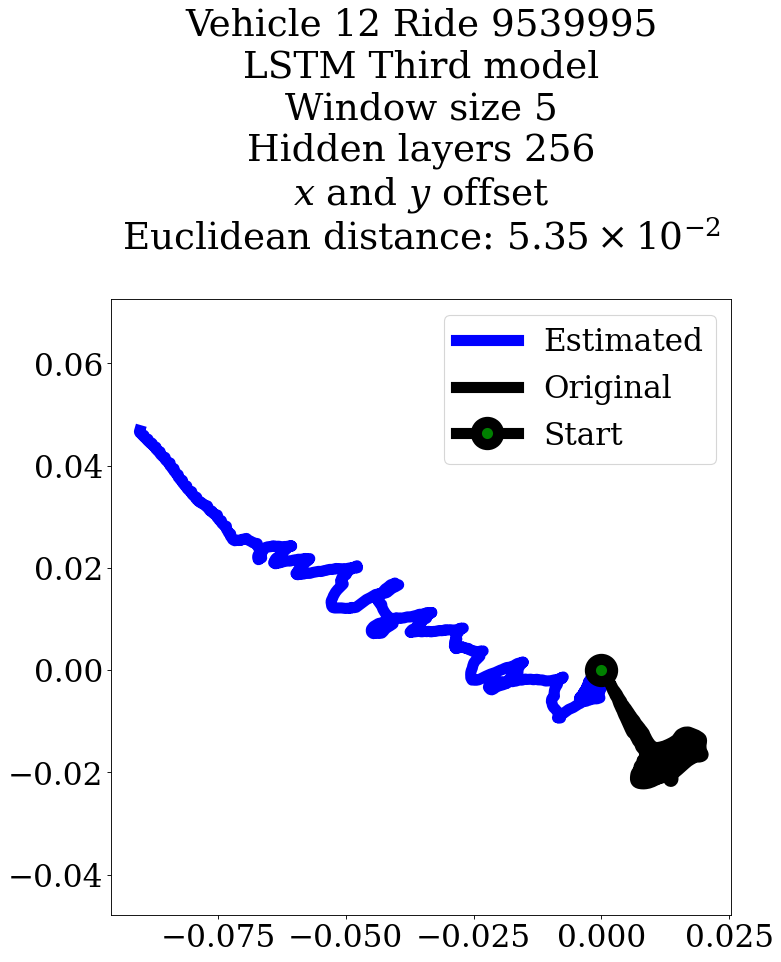 Vehicle 12 Ride 9539995
LSTM Third model
Window size 5
Hidden layers 256
x and y offset
Euclidean distance: 5.35 × 10⁻²
Estimated
Original
Start
0.06
0.04
0.02
0.00
−0.02
−0.04
−0.075 −0.050 −0.025 0.000 0.025